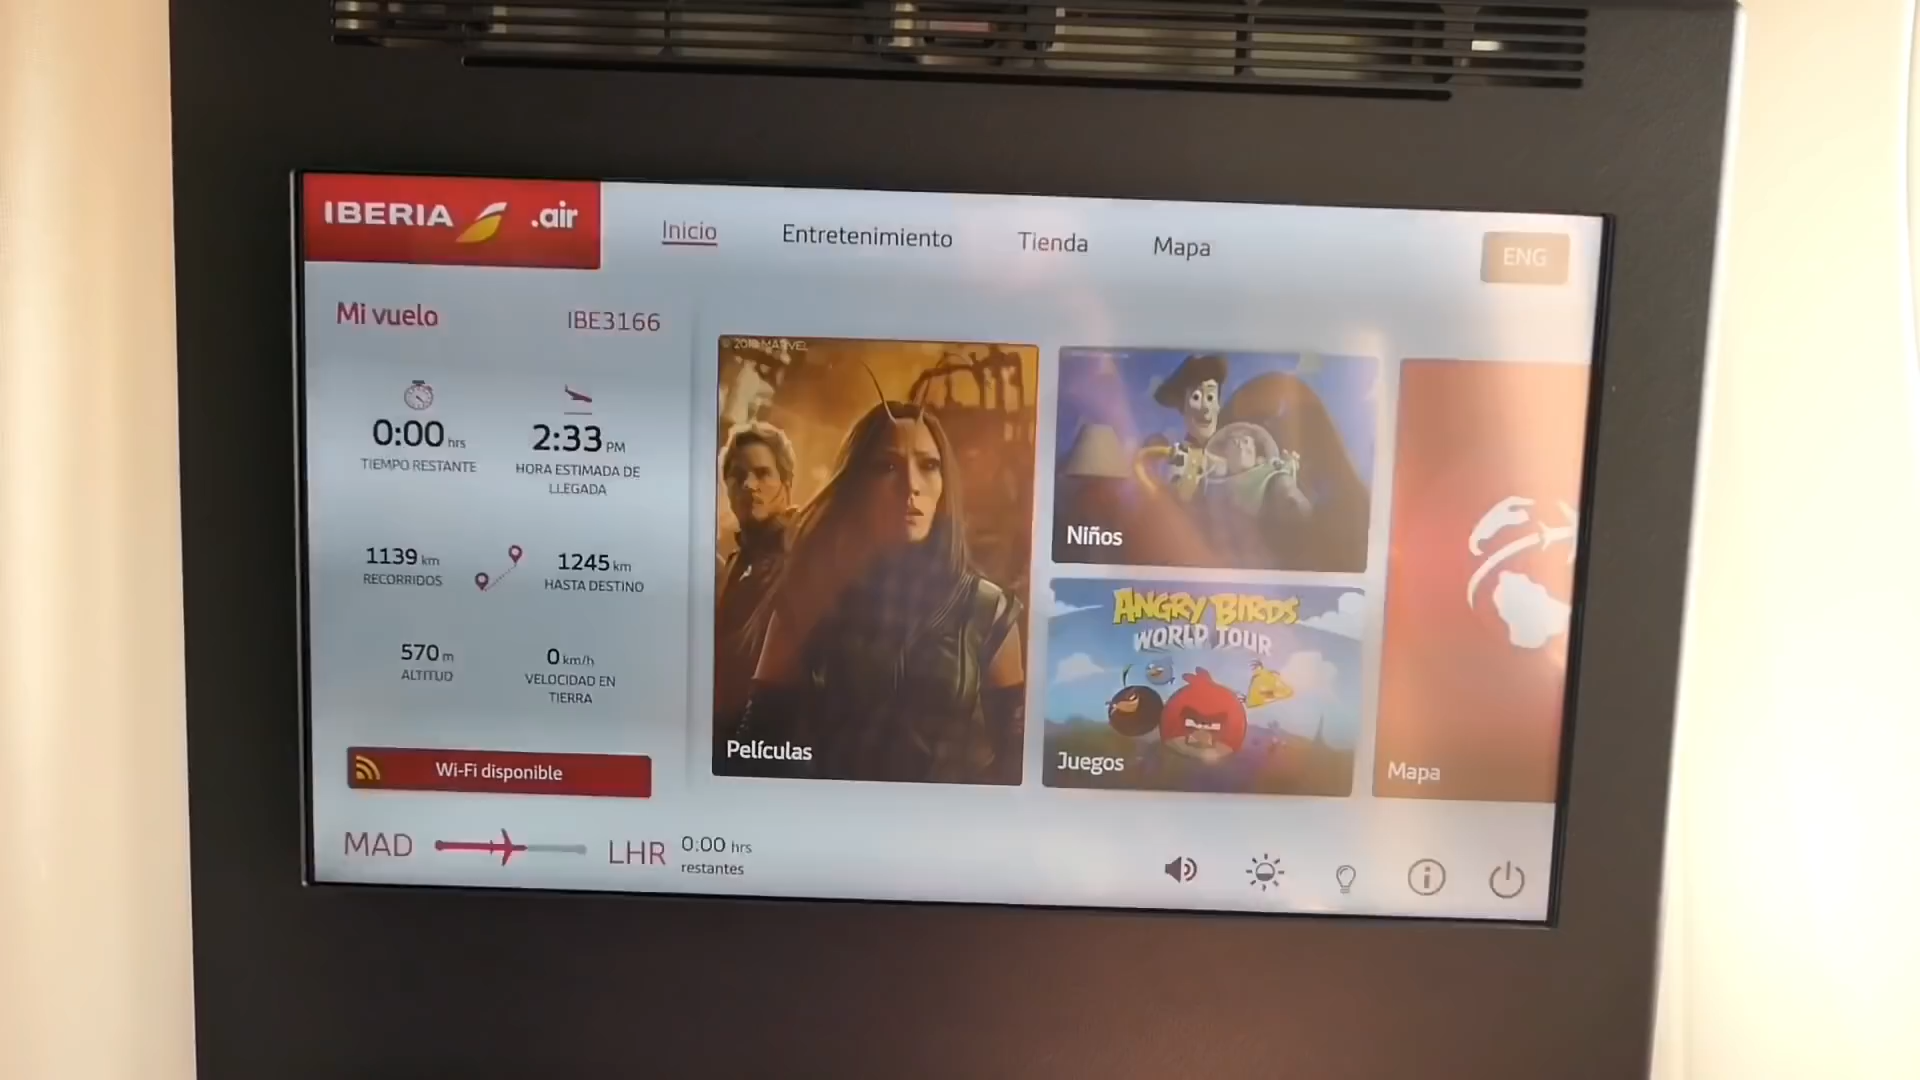 IBERIA .air
Inicio Entretenimiento Tienda Mapa ENG
Mi vuelo IBE3166
0:00 hrs
TIEMPO RESTANTE
2:33 PM
HORA ESTIMADA DE
LLEGADA
1139 km
RECORRIDOS
1245 km
HASTA DESTINO
570 m
ALTITUD
0 km/h
VELOCIDAD EN
TIERRA
Wi-Fi disponible
MAD LHR 0:00 hrs
restantes
MARVEL
Películas
Niños
ANGRY BIRDS
WORLD TOUR
Juegos
Mapa